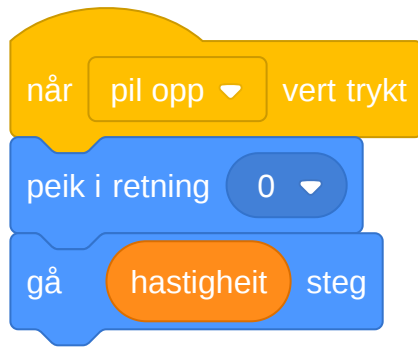 når pil opp vert trykt
peik i retning 0
gå hastigheit steg